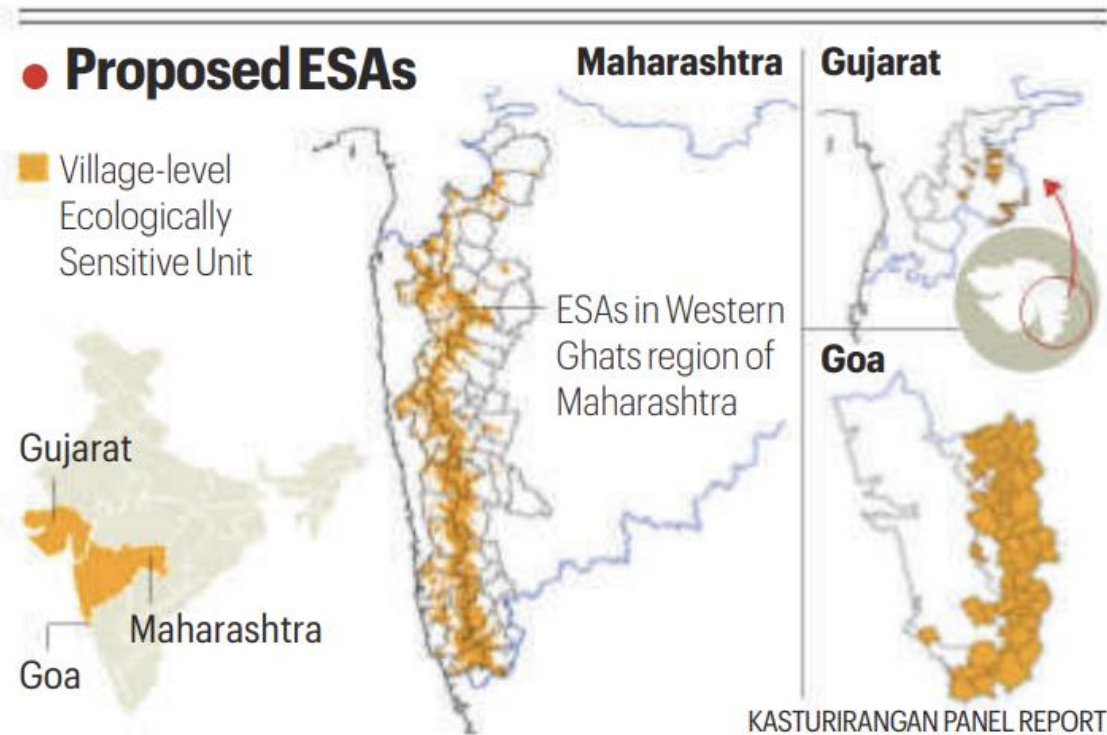 Proposed ESAs
Village-level
Ecologically
Sensitive Unit
Gujarat
Maharashtra
Goa
Maharashtra
ESAs in Western
Ghats region of
Maharashtra
Gujarat
Goa
KASTURIRANGAN PANEL REPORT